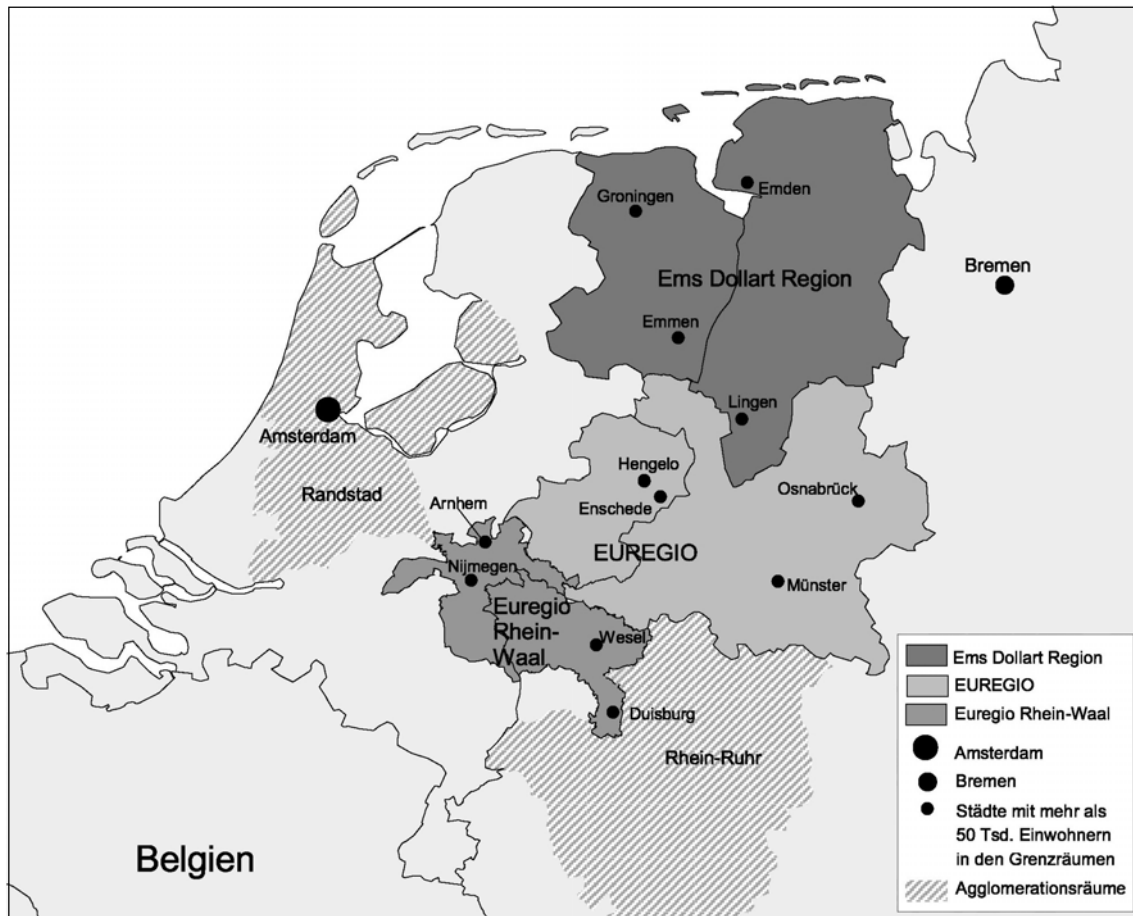 Groningen
Emden
Bremen
Ems Dollart Region
Emmen
Lingen
Amsterdam
Hengelo
Osnabrück
Randstad
Arnhem
Enschede
EUREGIO
Nijmegen
Münster
Euregio
Rhein-
Waal
Wesel
Duisburg
Rhein-Ruhr
Belgien
Ems Dollart Region
EUREGIO
Euregio Rhein-Waal
Amsterdam
Bremen
Städte mit mehr als
50 Tsd. Einwohnern
in den Grenzräumen
Agglomerationsräume